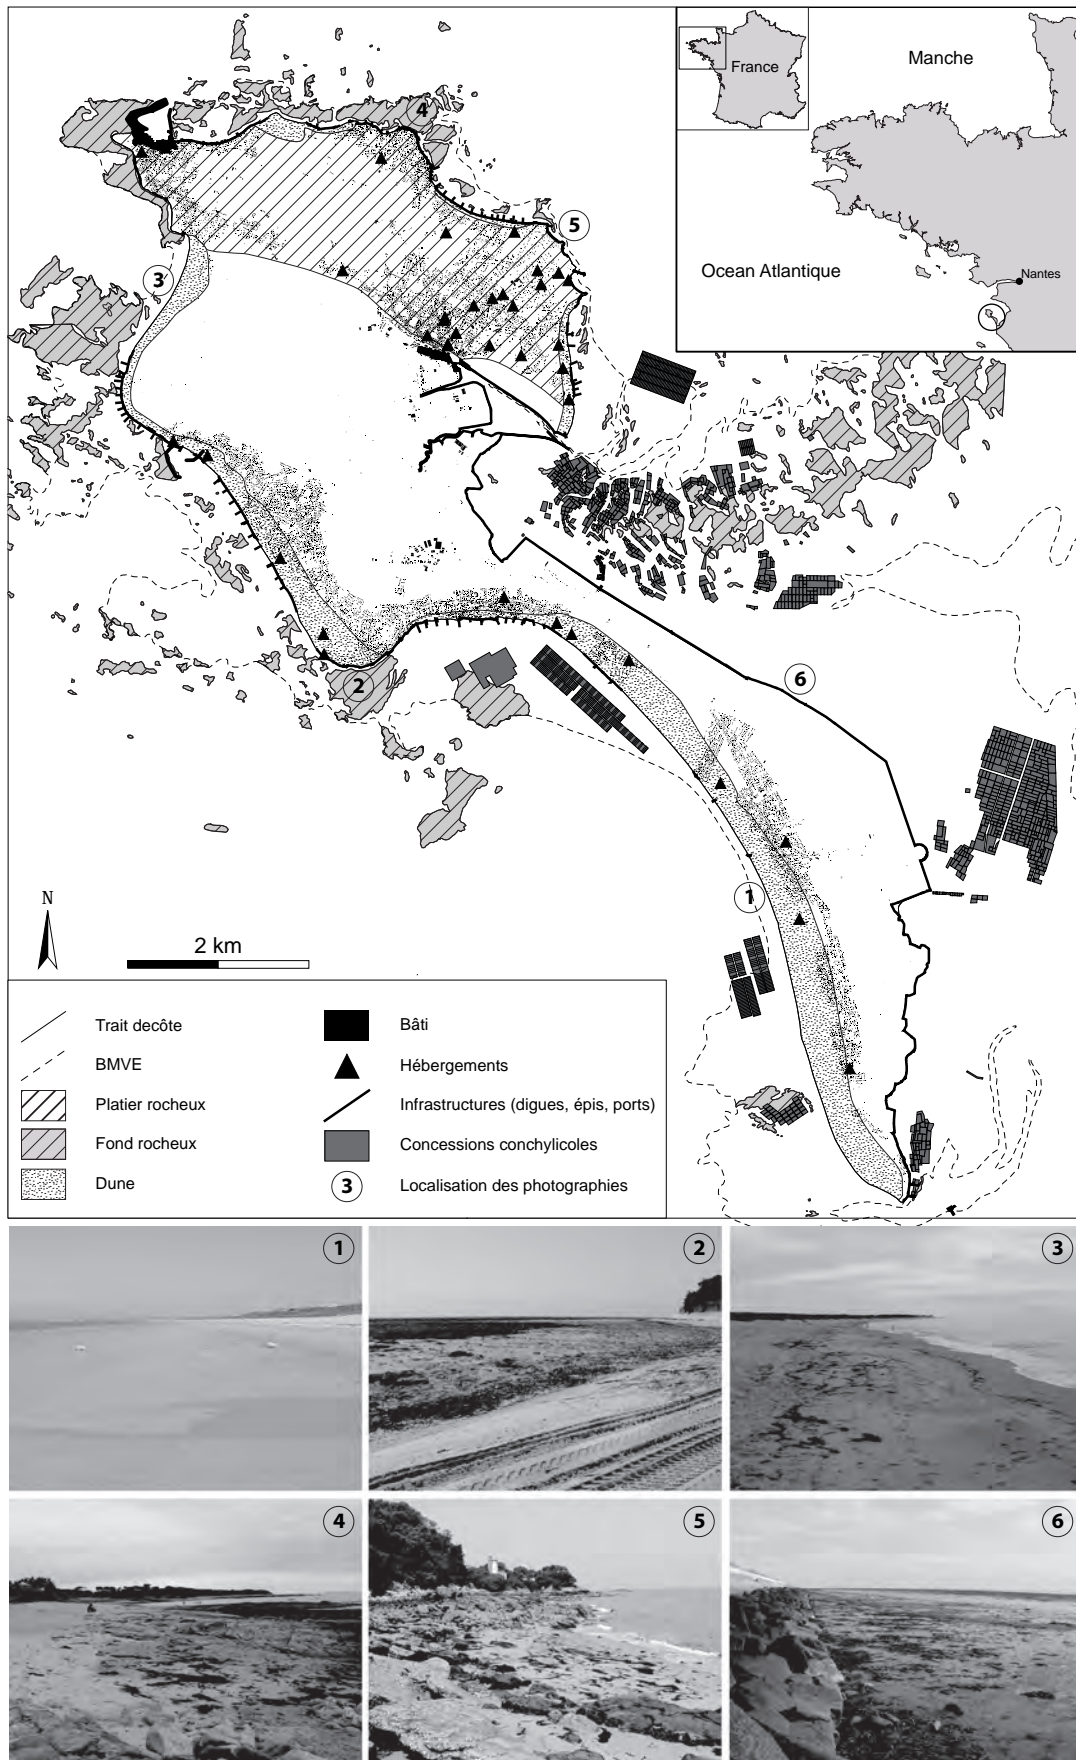 France
Manche
Ocean Atlantique
Nantes
4
5
3
6
2
1
N
2 km
Trait decôte
BMVE
Platier rocheux
Fond rocheux
Dune
Bâti
Hébergements
Infrastructures (digues, épis, ports)
Concessions conchylicoles
3
Localisation des photographies
1
2
3
4
5
6